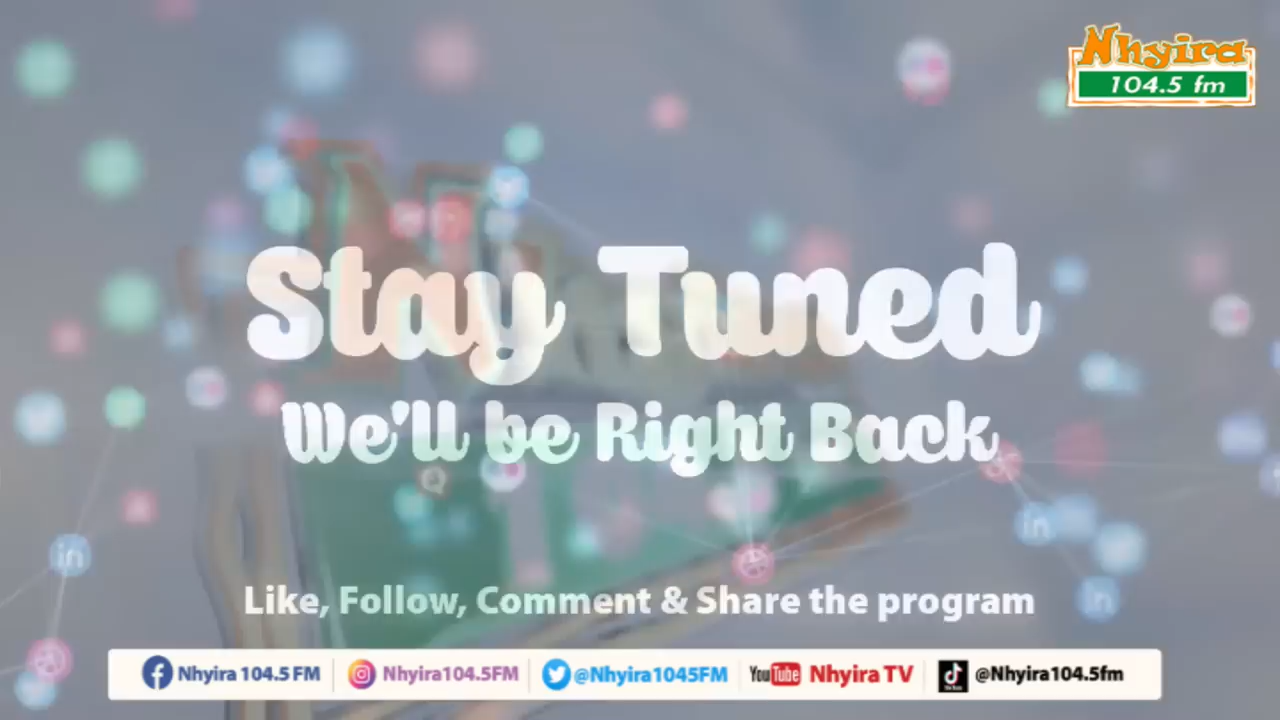 Nhyira
104.5 fm
Stay Tuned
We'll be Right Back
Like, Follow, Comment & Share the program
Nhyira 104.5 FM Nhyira104.5FM @Nhyira1045FM YouTube Nhyira TV @Nhyira104.5fm